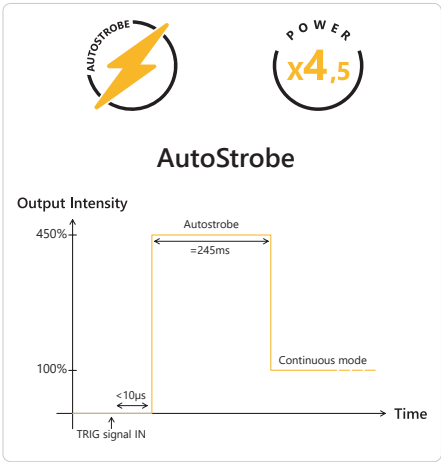 AUTOSTROBE
POWER
x4,5
AutoStrobe
Output Intensity
450%
Autostrobe
=245ms
100%
Continuous mode
<10µs
Time
TRIG signal IN